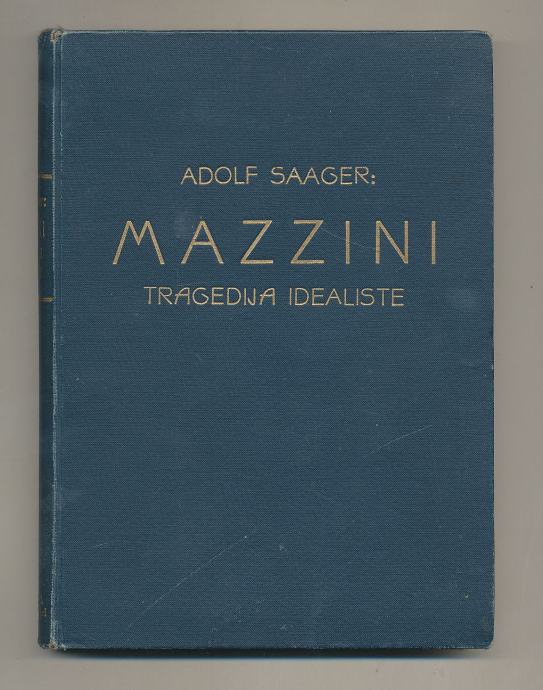 ADOLF SAAGER:
MAZZINI
TRAGEDIJA IDEALISTE